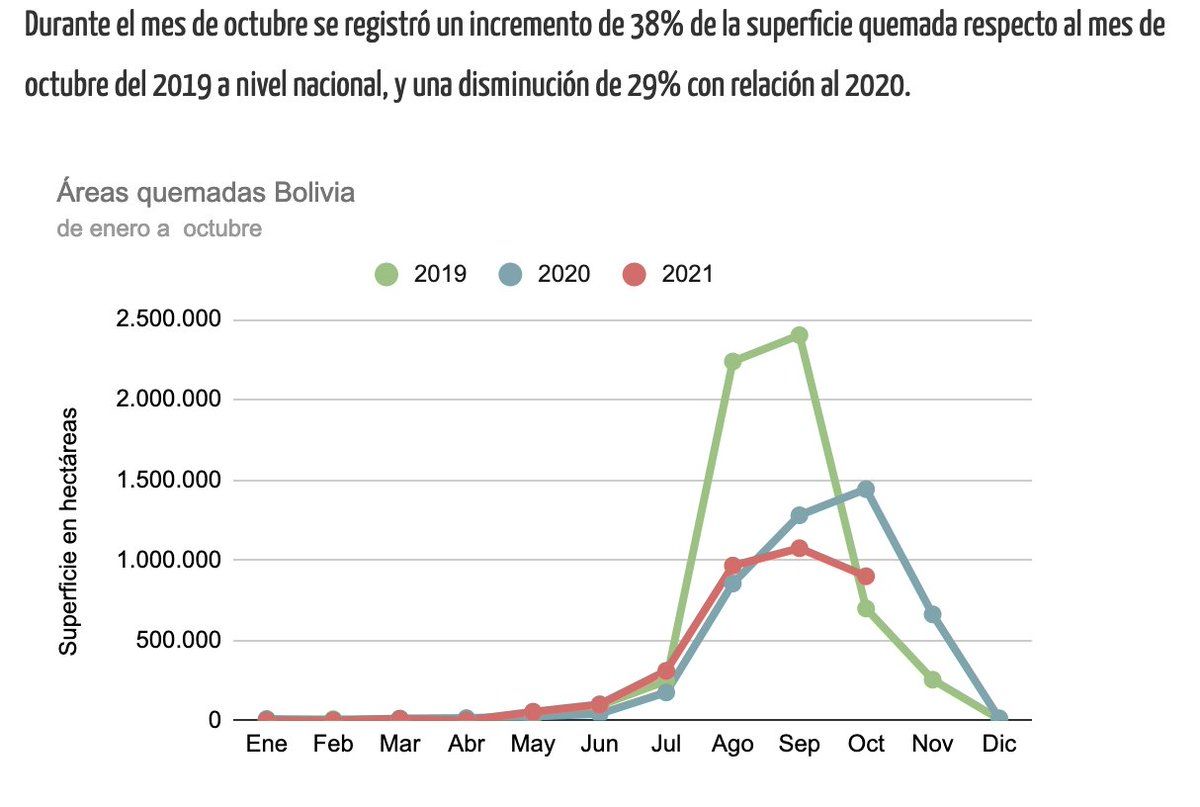 Durante el mes de octubre se registró un incremento de 38% de la superficie quemada respecto al mes de
octubre del 2019 a nivel nacional, y una disminución de 29% con relación al 2020.
Áreas quemadas Bolivia
de enero a octubre
2019 2020 2021
Superficie en hectáreas
2.500.000
2.000.000
1.500.000
1.000.000
500.000
0
Ene Feb Mar Abr May Jun Jul Ago Sep Oct Nov Dic